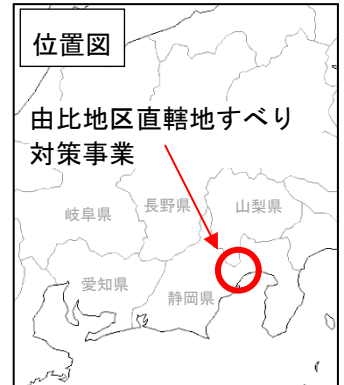 位置図
由比地区直轄地すべり
対策事業
岐阜県
長野県
山梨県
愛知県
静岡県